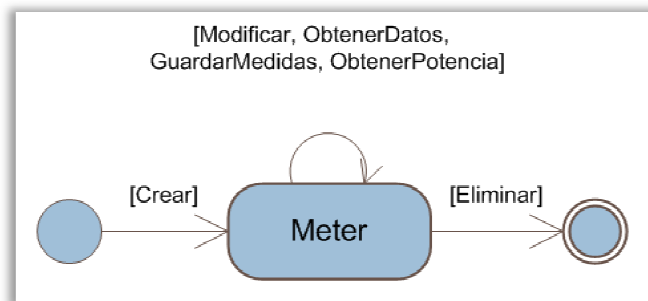 [Modificar, ObtenerDatos,
GuardarMedidas, ObtenerPotencia]
[Crear]
Meter
[Eliminar]